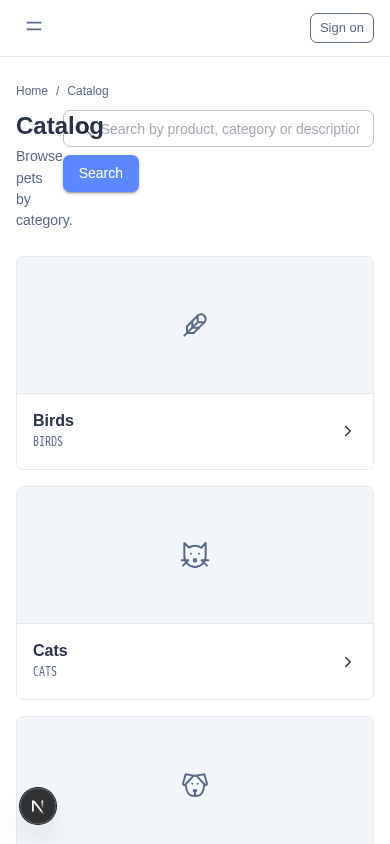 Sign on
Home / Catalog
Catalog
Search by product, category or description
Browse
pets
by
category.
Search
Birds
BIRDS
Cats
CATS
N